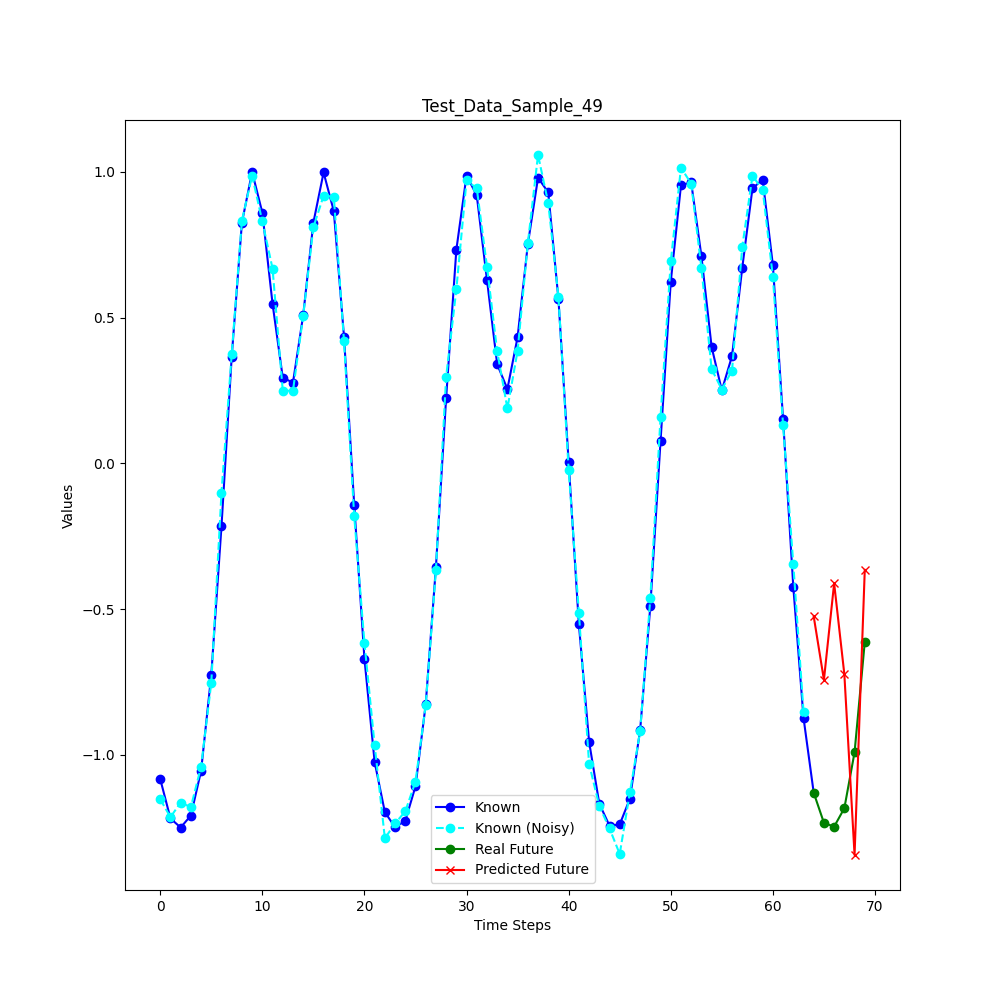 Test_Data_Sample_49
1.0
0.5
0.0
−0.5
−1.0
Values
Known
Known (Noisy)
Real Future
Predicted Future
0 10 20 30 40 50 60 70
Time Steps